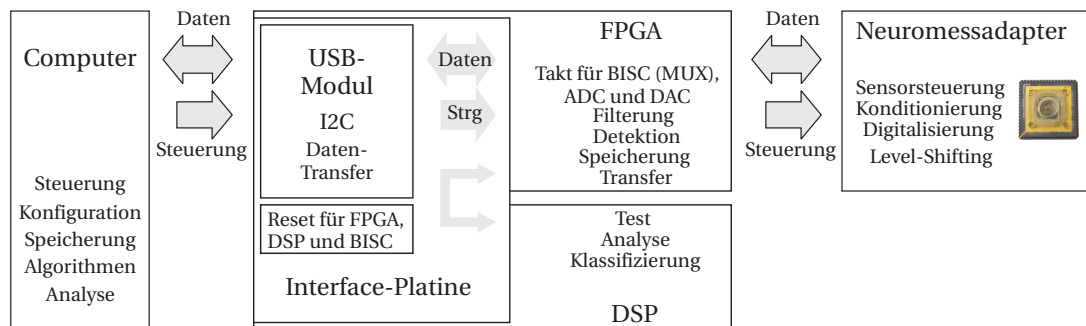 Computer
Steuerung
Konfiguration
Speicherung
Algorithmen
Analyse
Daten
Steuerung
USB-
Modul
I2C
Daten-
Transfer
Reset für FPGA,
DSP und BISC
Interface-Platine
Daten
Strg
FPGA
Takt für BISC (MUX),
ADC und DAC
Filterung
Detektion
Speicherung
Transfer
Test
Analyse
Klassifizierung
DSP
Daten
Steuerung
Neuromessadapter
Sensorsteuerung
Konditionierung
Digitalisierung
Level-Shifting